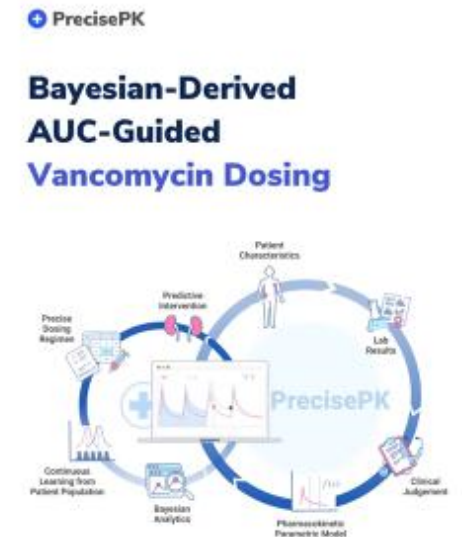 PrecisePK
Bayesian-Derived
AUC-Guided
Vancomycin Dosing
Patient
Characteristics
Predictive
Intervention
Precise
Dosing
Regimen
Lab
Results
PrecisePK
Continuous
Learning from
Patient Population
Clinical
Judgement
Bayesian
Analytics
Pharmacokinetic
Parametric Model